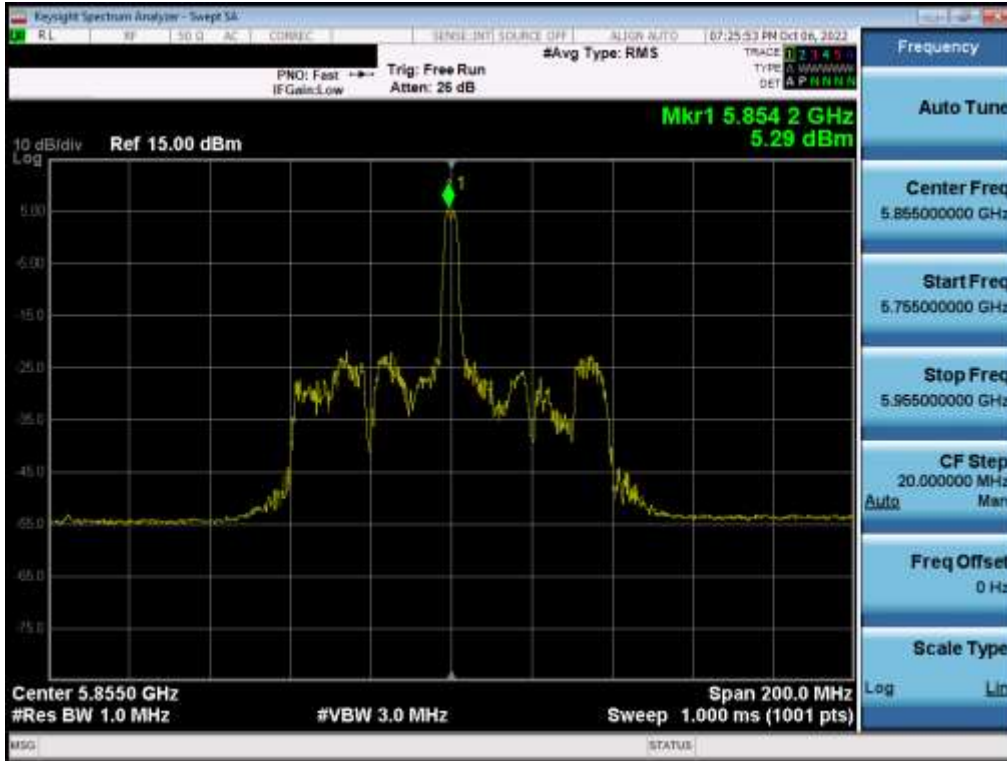 Keysight Spectrum Analyzer - Swept SA
RL RF 50 Ω AC CORREC SENSE:INT SOURCE OFF ALIGN AUTO 07:25:53 PM Oct 06, 2022
#Avg Type: RMS
TRACE 1 2 3 4 5 6
PNO: Fast Trig: Free Run
TYPE A WWWWW
IFGain:Low Atten: 26 dB
DET A P N N N N
Mkr1 5.854 2 GHz
5.29 dBm
10 dB/div Ref 15.00 dBm
Log
1
5.00
-5.00
-15.0
-25.0
-35.0
-45.0
-55.0
-65.0
-75.0
Center 5.8550 GHz Span 200.0 MHz
#Res BW 1.0 MHz #VBW 3.0 MHz Sweep 1.000 ms (1001 pts)
MSG STATUS
Frequency
Auto Tune
Center Freq
5.855000000 GHz
Start Freq
5.755000000 GHz
Stop Freq
5.955000000 GHz
CF Step
20.000000 MHz
Auto Man
Freq Offset
0 Hz
Scale Type
Log Lin